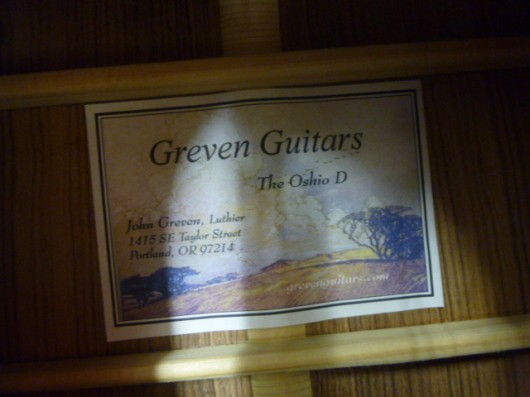 Greven Guitars
The Oshio D
John Greven, Luthier
1415 SE Taylor Street
Portland, OR 97214
grevenguitars.com